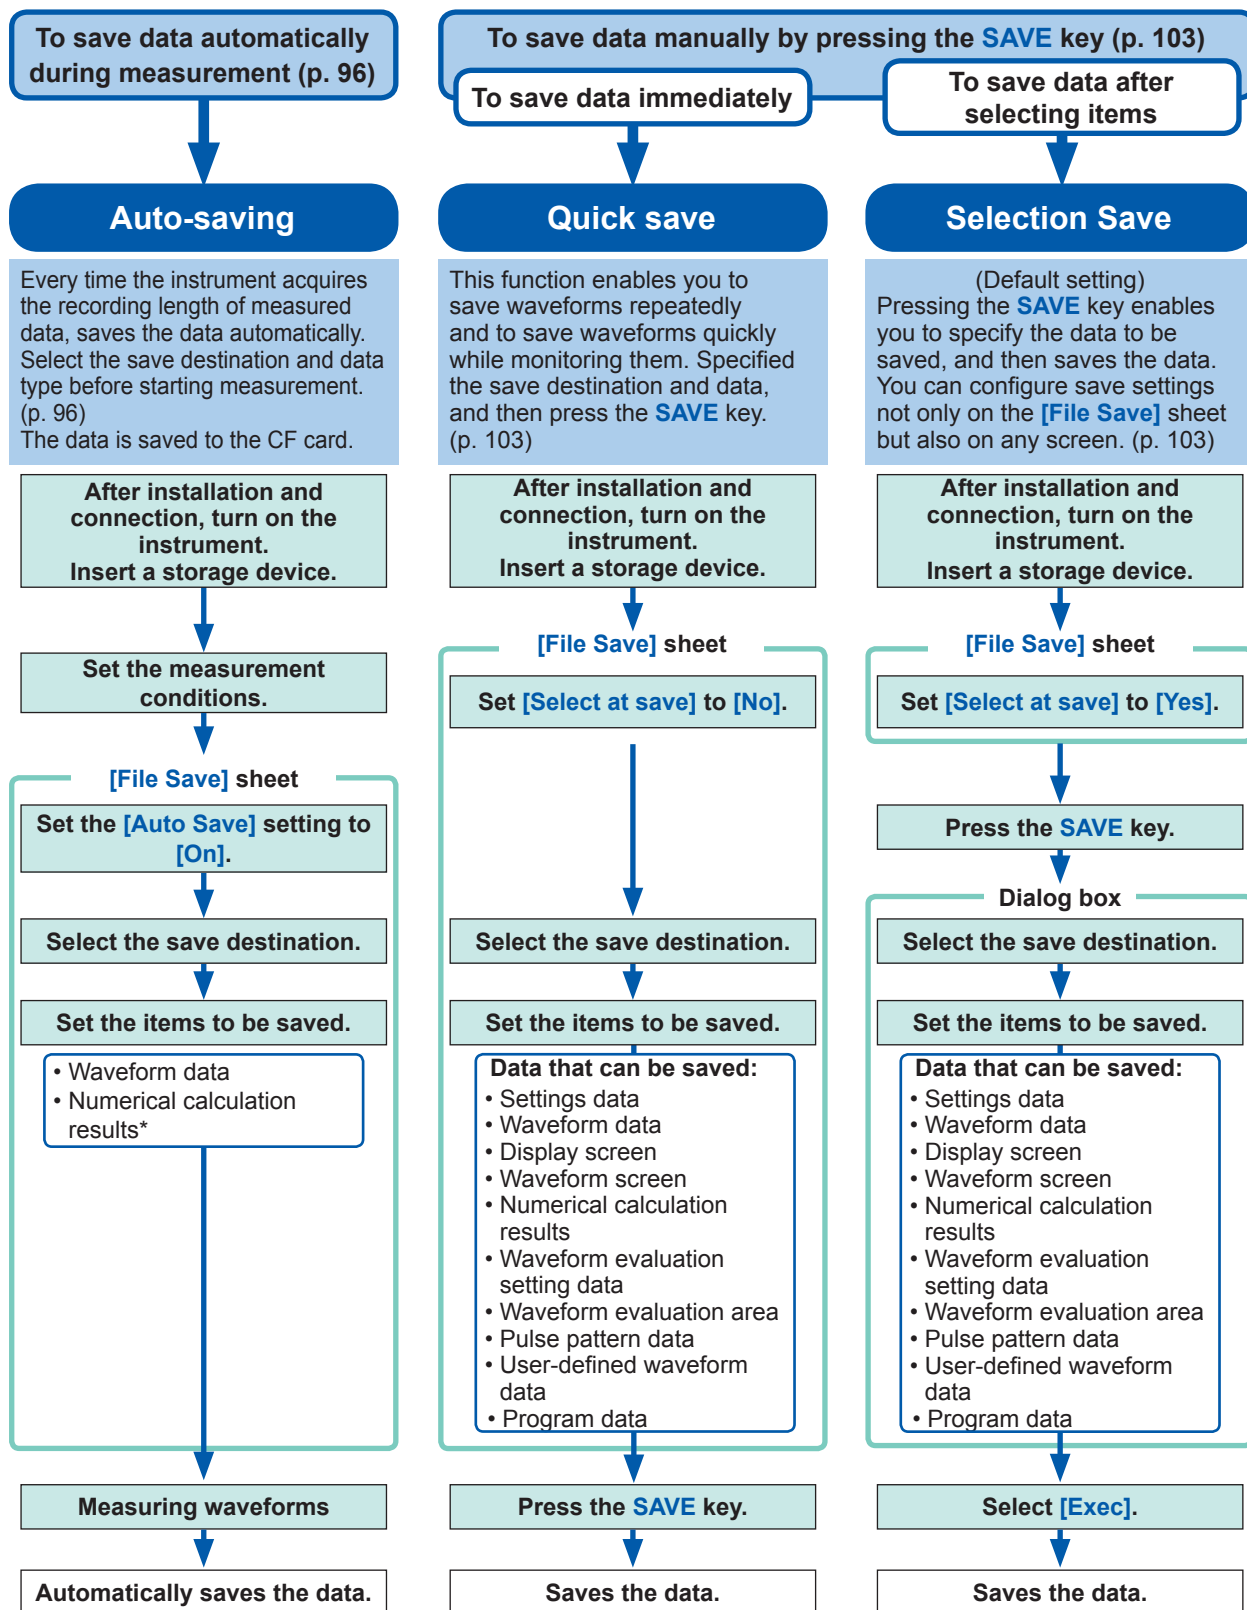 To save data automatically
during measurement (p. 96)
To save data manually by pressing the SAVE key (p. 103)
To save data immediately
To save data after
selecting items
Auto-saving
Every time the instrument acquires
the recording length of measured
data, saves the data automatically.
Select the save destination and data
type before starting measurement.
(p. 96)
The data is saved to the CF card.
After installation and
connection, turn on the
instrument.
Insert a storage device.
Set the measurement
conditions.
[File Save] sheet
Set the [Auto Save] setting to
[On].
Select the save destination.
Set the items to be saved.
• Waveform data
• Numerical calculation
results*
Measuring waveforms
Automatically saves the data.
Quick save
This function enables you to
save waveforms repeatedly
and to save waveforms quickly
while monitoring them. Specified
the save destination and data,
and then press the SAVE key.
(p. 103)
After installation and
connection, turn on the
instrument.
Insert a storage device.
[File Save] sheet
Set [Select at save] to [No].
Select the save destination.
Set the items to be saved.
Data that can be saved:
• Settings data
• Waveform data
• Display screen
• Waveform screen
• Numerical calculation
results
• Waveform evaluation
setting data
• Waveform evaluation area
• Pulse pattern data
• User-defined waveform
data
• Program data
Press the SAVE key.
Saves the data.
Selection Save
(Default setting)
Pressing the SAVE key enables
you to specify the data to be
saved, and then saves the data.
You can configure save settings
not only on the [File Save] sheet
but also on any screen. (p. 103)
After installation and
connection, turn on the
instrument.
Insert a storage device.
[File Save] sheet
Set [Select at save] to [Yes].
Press the SAVE key.
Dialog box
Select the save destination.
Set the items to be saved.
Data that can be saved:
• Settings data
• Waveform data
• Display screen
• Waveform screen
• Numerical calculation
results
• Waveform evaluation
setting data
• Waveform evaluation area
• Pulse pattern data
• User-defined waveform
data
• Program data
Select [Exec].
Saves the data.